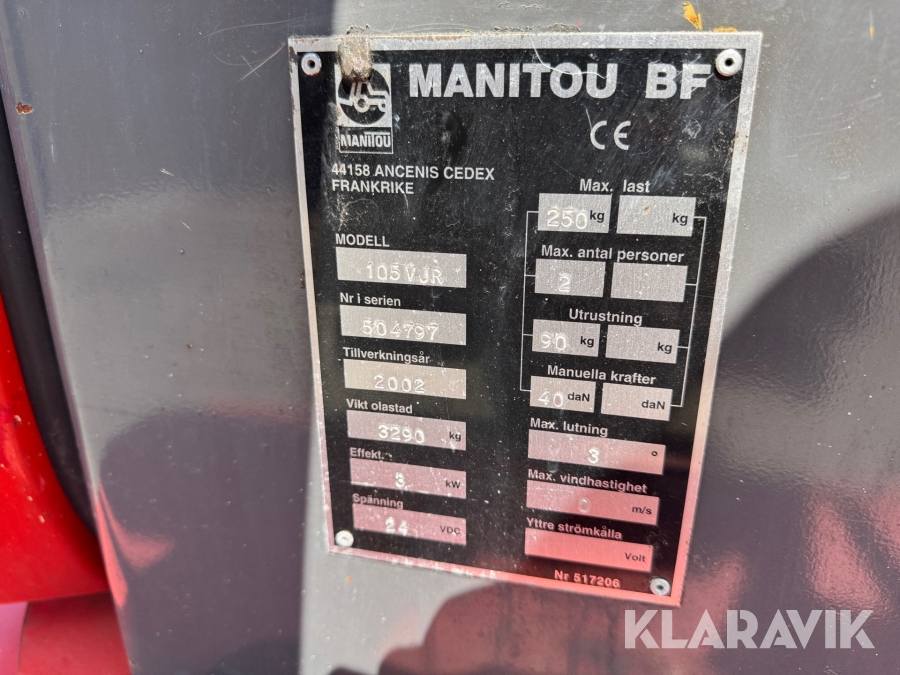 MANITOU BF
MANITOU
CE
44158 ANCENIS CEDEX
FRANKRIKE
MODELL
105VJR
Nr i serien
504797
Tillverkningsår
2002
Vikt olastad
3290 kg
Effekt.
3 kW
Spänning
24 VDC
Max. last
250 kg kg
Max. antal personer
2
Utrustning
90 kg kg
Manuella krafter
40 daN daN
Max. lutning
3 °
Max. vindhastighet
0 m/s
Yttre strömkålla
Volt
Nr 517206
KLARAVIK